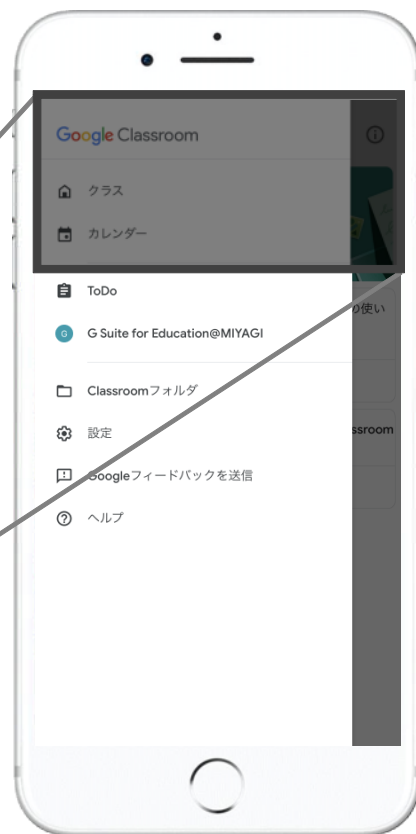 Google Classroom
クラス
カレンダー
ToDo
の使い
G
G Suite for Education@MIYAGI
Classroomフォルダ
設定
ssroom
Googleフィードバックを送信
ヘルプ